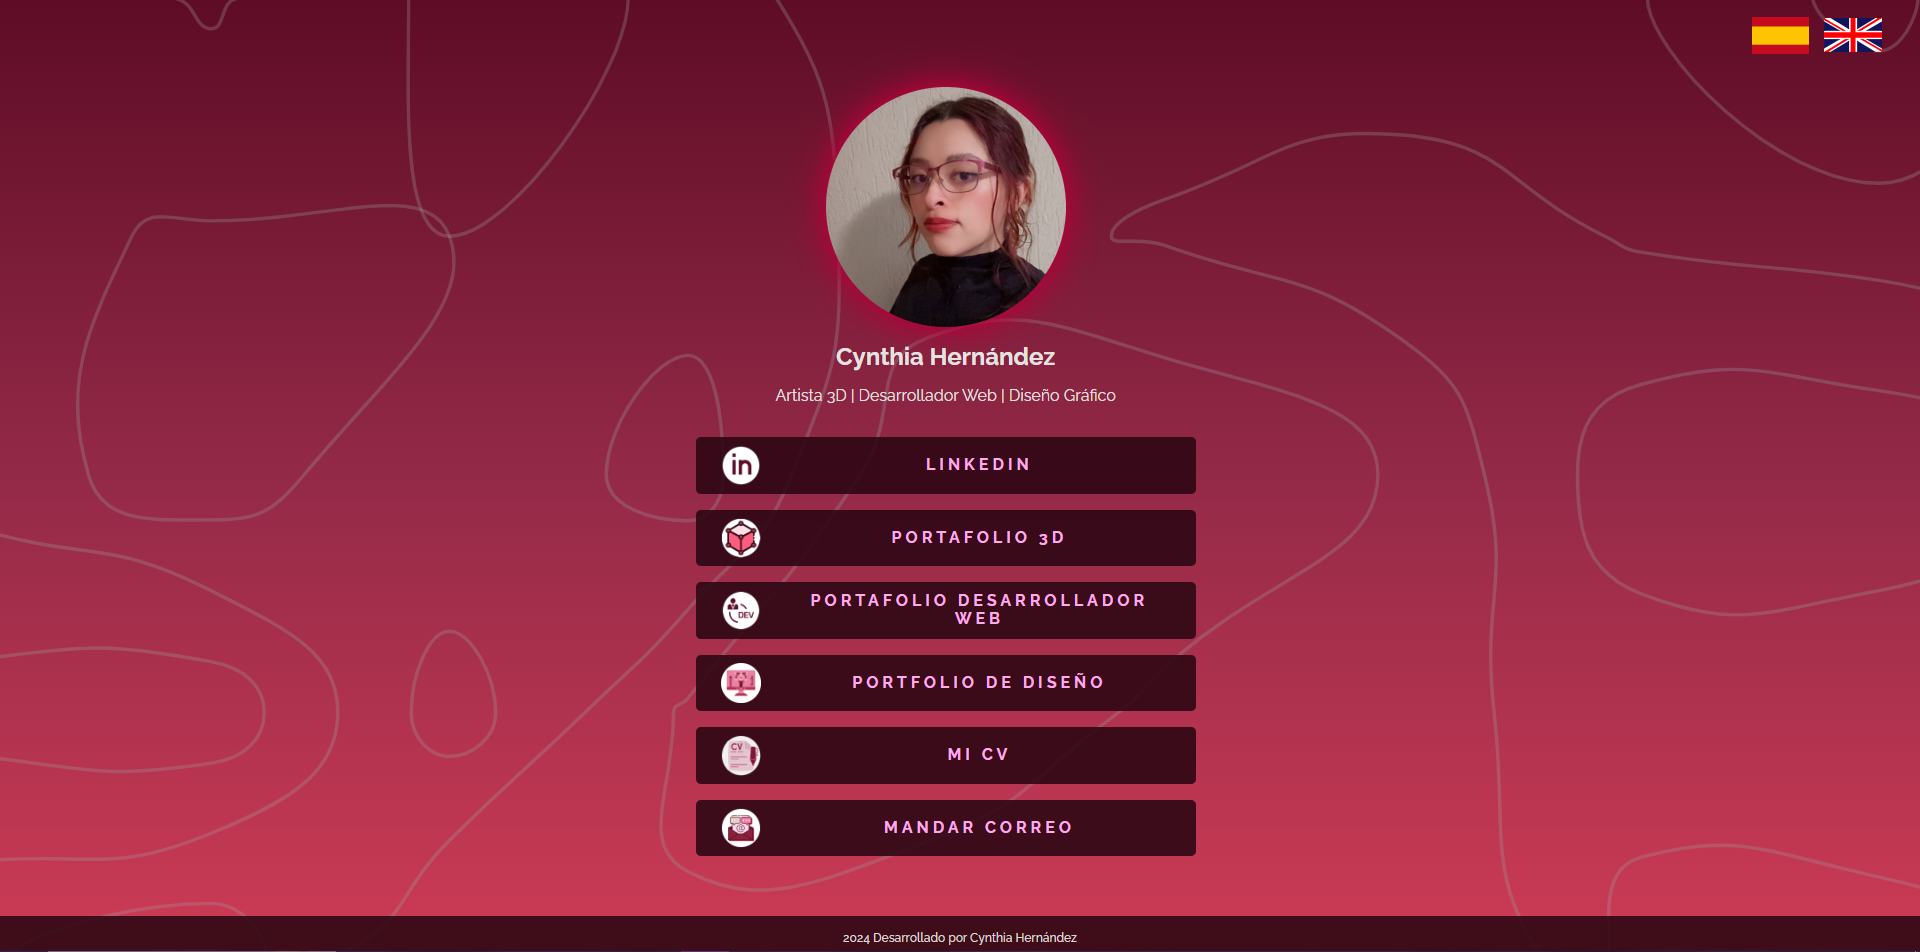 Cynthia Hernández
Artista 3D | Desarrollador Web | Diseño Gráfico
in
LINKEDIN
PORTAFOLIO 3D
DEV
PORTAFOLIO DESARROLLADOR
WEB
PORTFOLIO DE DISEÑO
CV
MI CV
@
MANDAR CORREO
2024 Desarrollado por Cynthia Hernández